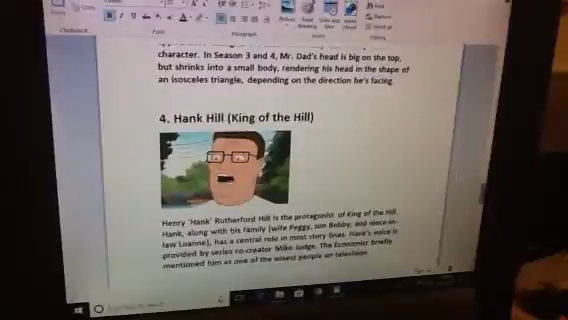 character. In Season 3 and 4, Mr. Dad's head is big on the top,
but shrinks into a small body, rendering his head in the shape of
an isosceles triangle, depending on the direction he's facing.
4. Hank Hill (King of the Hill)
Henry 'Hank' Rutherford Hill is the protagonist of King of the Hill.
Hank, along with his family (wife Peggy, son Bobby, and niece-in-
law Luanne), has a central role in most story lines. Hank's voice is
provided by series co-creator Mike Judge. The Economist briefly
mentioned him as one of the wisest people on television.